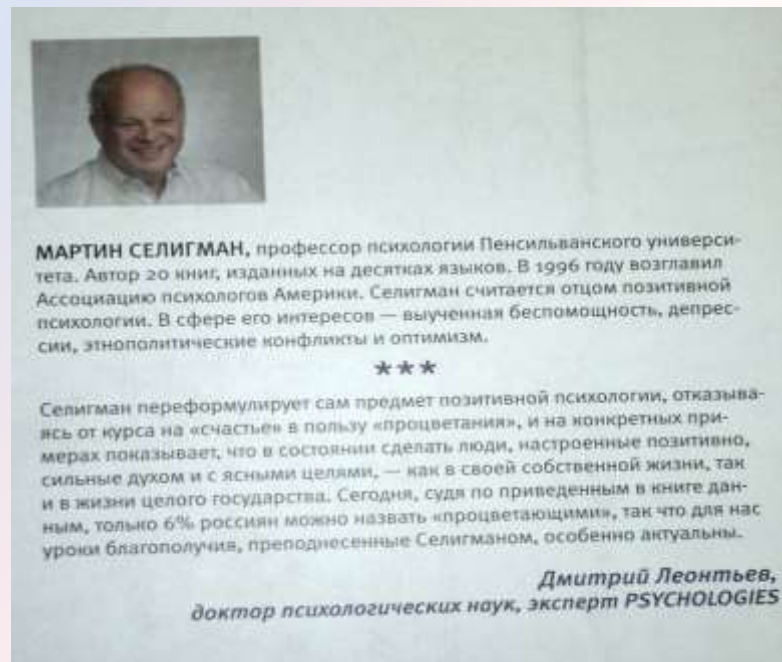 МАРТИН СЕЛИГМАН, профессор психологии Пенсильванского универси-
тета. Автор 20 книг, изданных на десятках языков. В 1996 году возглавил
Ассоциацию психологов Америки. Селигман считается отцом позитивной
психологии. В сфере его интересов — выученная беспомощность, депрес-
сии, этнополитические конфликты и оптимизм.
***
Селигман переформулирует сам предмет позитивной психологии, отказыва-
ясь от курса на «счастье» в пользу «процветания», и на конкретных при-
мерах показывает, что в состоянии сделать люди, настроенные позитивно,
сильные духом и с ясными целями, — как в своей собственной жизни, так
и в жизни целого государства. Сегодня, судя по приведенным в книге дан-
ным, только 6% россиян можно назвать «процветающими», так что для нас
уроки благополучия, преподнесенные Селигманом, особенно актуальны.
Дмитрий Леонтьев,
доктор психологических наук, эксперт PSYCHOLOGIES